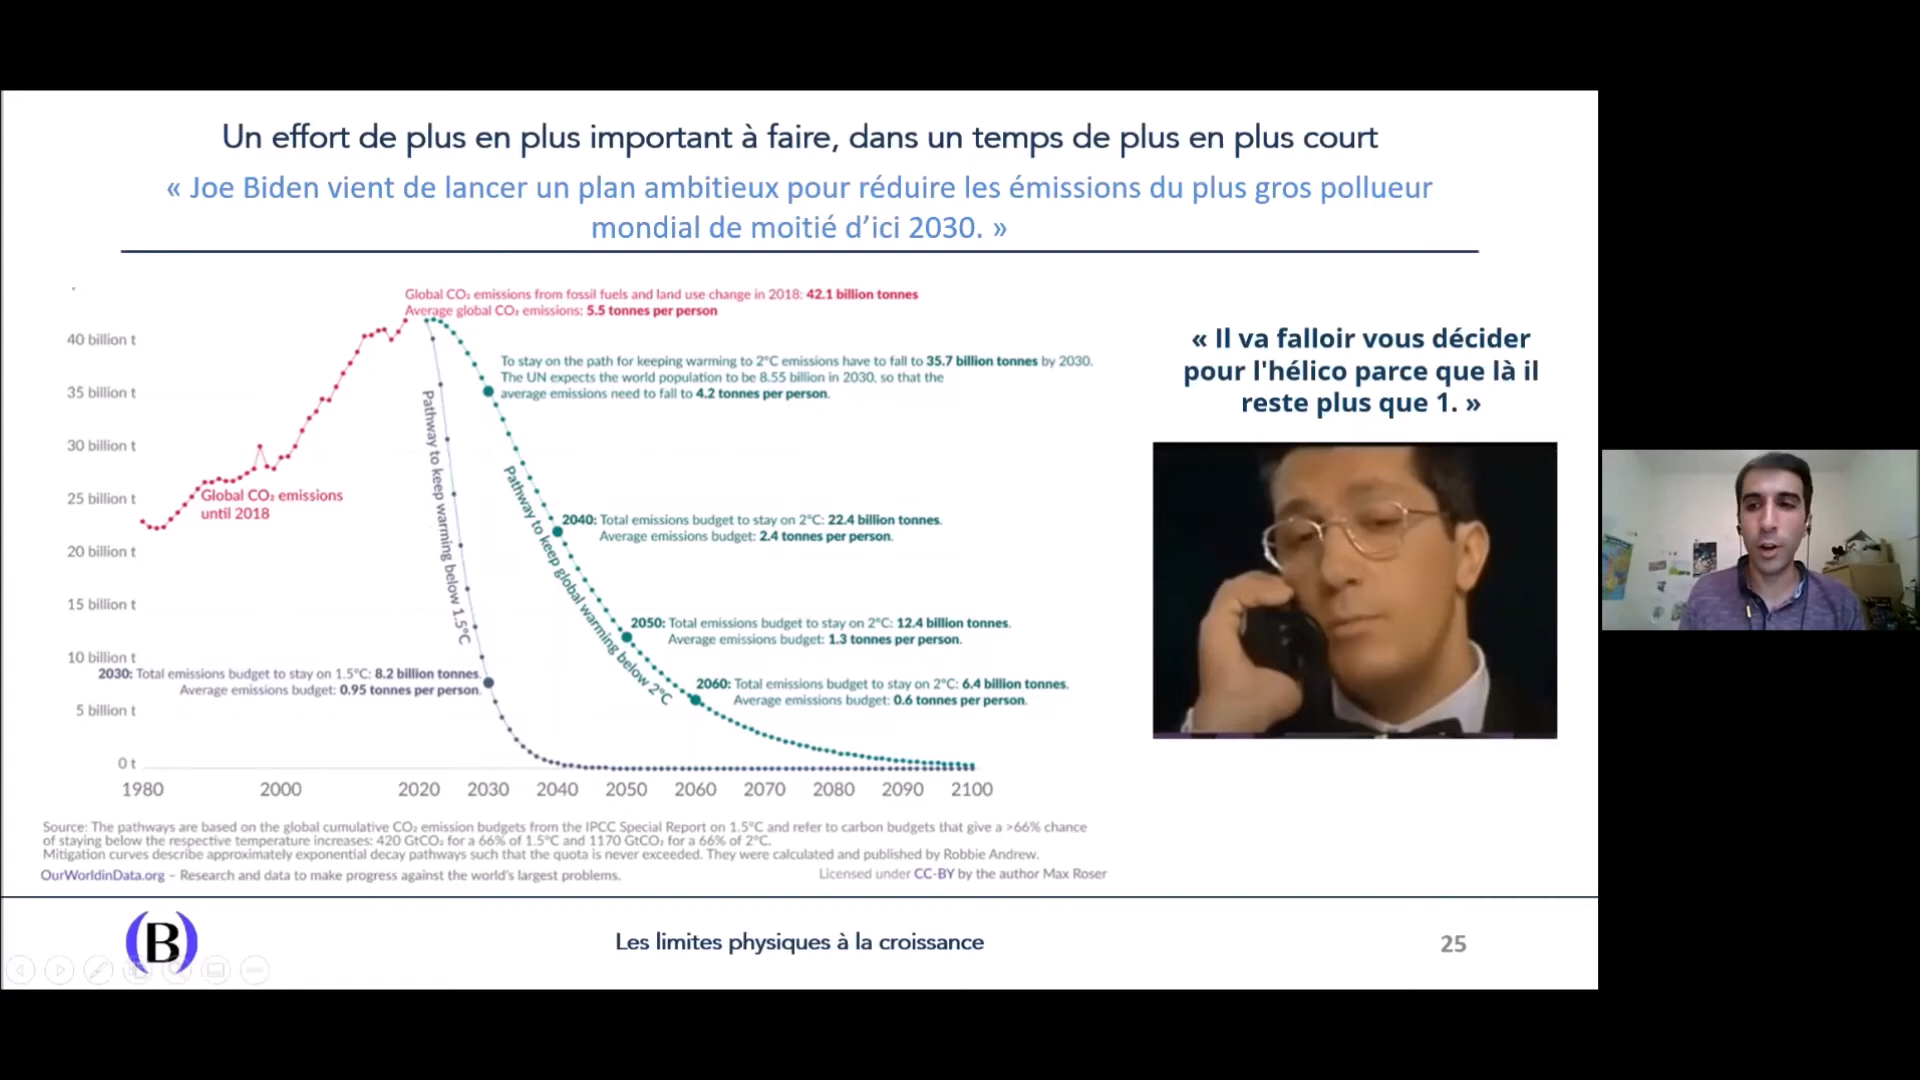 Un effort de plus en plus important à faire, dans un temps de plus en plus court
« Joe Biden vient de lancer un plan ambitieux pour réduire les émissions du plus gros pollueur
mondial de moitié d’ici 2030. »
Global CO₂ emissions from fossil fuels and land use change in 2018: 42.1 billion tonnes
Average global CO₂ emissions: 5.5 tonnes per person
40 billion t
35 billion t
30 billion t
25 billion t
20 billion t
15 billion t
10 billion t
5 billion t
0 t
To stay on the path for keeping warming to 2°C emissions have to fall to 35.7 billion tonnes by 2030.
The UN expects the world population to be 8.55 billion in 2030, so that the
average emissions need to fall to 4.2 tonnes per person.
Global CO₂ emissions
until 2018
Pathway to keep warming below 1.5°C
Pathway to keep global warming below 2°C
2040: Total emissions budget to stay on 2°C: 22.4 billion tonnes.
Average emissions budget: 2.4 tonnes per person.
2050: Total emissions budget to stay on 2°C: 12.4 billion tonnes.
Average emissions budget: 1.3 tonnes per person.
2030: Total emissions budget to stay on 1.5°C: 8.2 billion tonnes.
Average emissions budget: 0.95 tonnes per person.
2060: Total emissions budget to stay on 2°C: 6.4 billion tonnes.
Average emissions budget: 0.6 tonnes per person.
1980 2000 2020 2030 2040 2050 2060 2070 2080 2090 2100
Source: The pathways are based on the global cumulative CO₂ emission budgets from the IPCC Special Report on 1.5°C and refer to carbon budgets that give a >66% chance
of staying below the respective temperature increases: 420 GtCO₂ for a 66% of 1.5°C and 1170 GtCO₂ for a 66% of 2°C.
Mitigation curves describe approximately exponential decay pathways such that the quota is never exceeded. They were calculated and published by Robbie Andrew.
OurWorldinData.org – Research and data to make progress against the world's largest problems.
Licensed under CC-BY by the author Max Roser
« Il va falloir vous décider
pour l'hélico parce que là il
reste plus que 1. »
(B)
Les limites physiques à la croissance
25